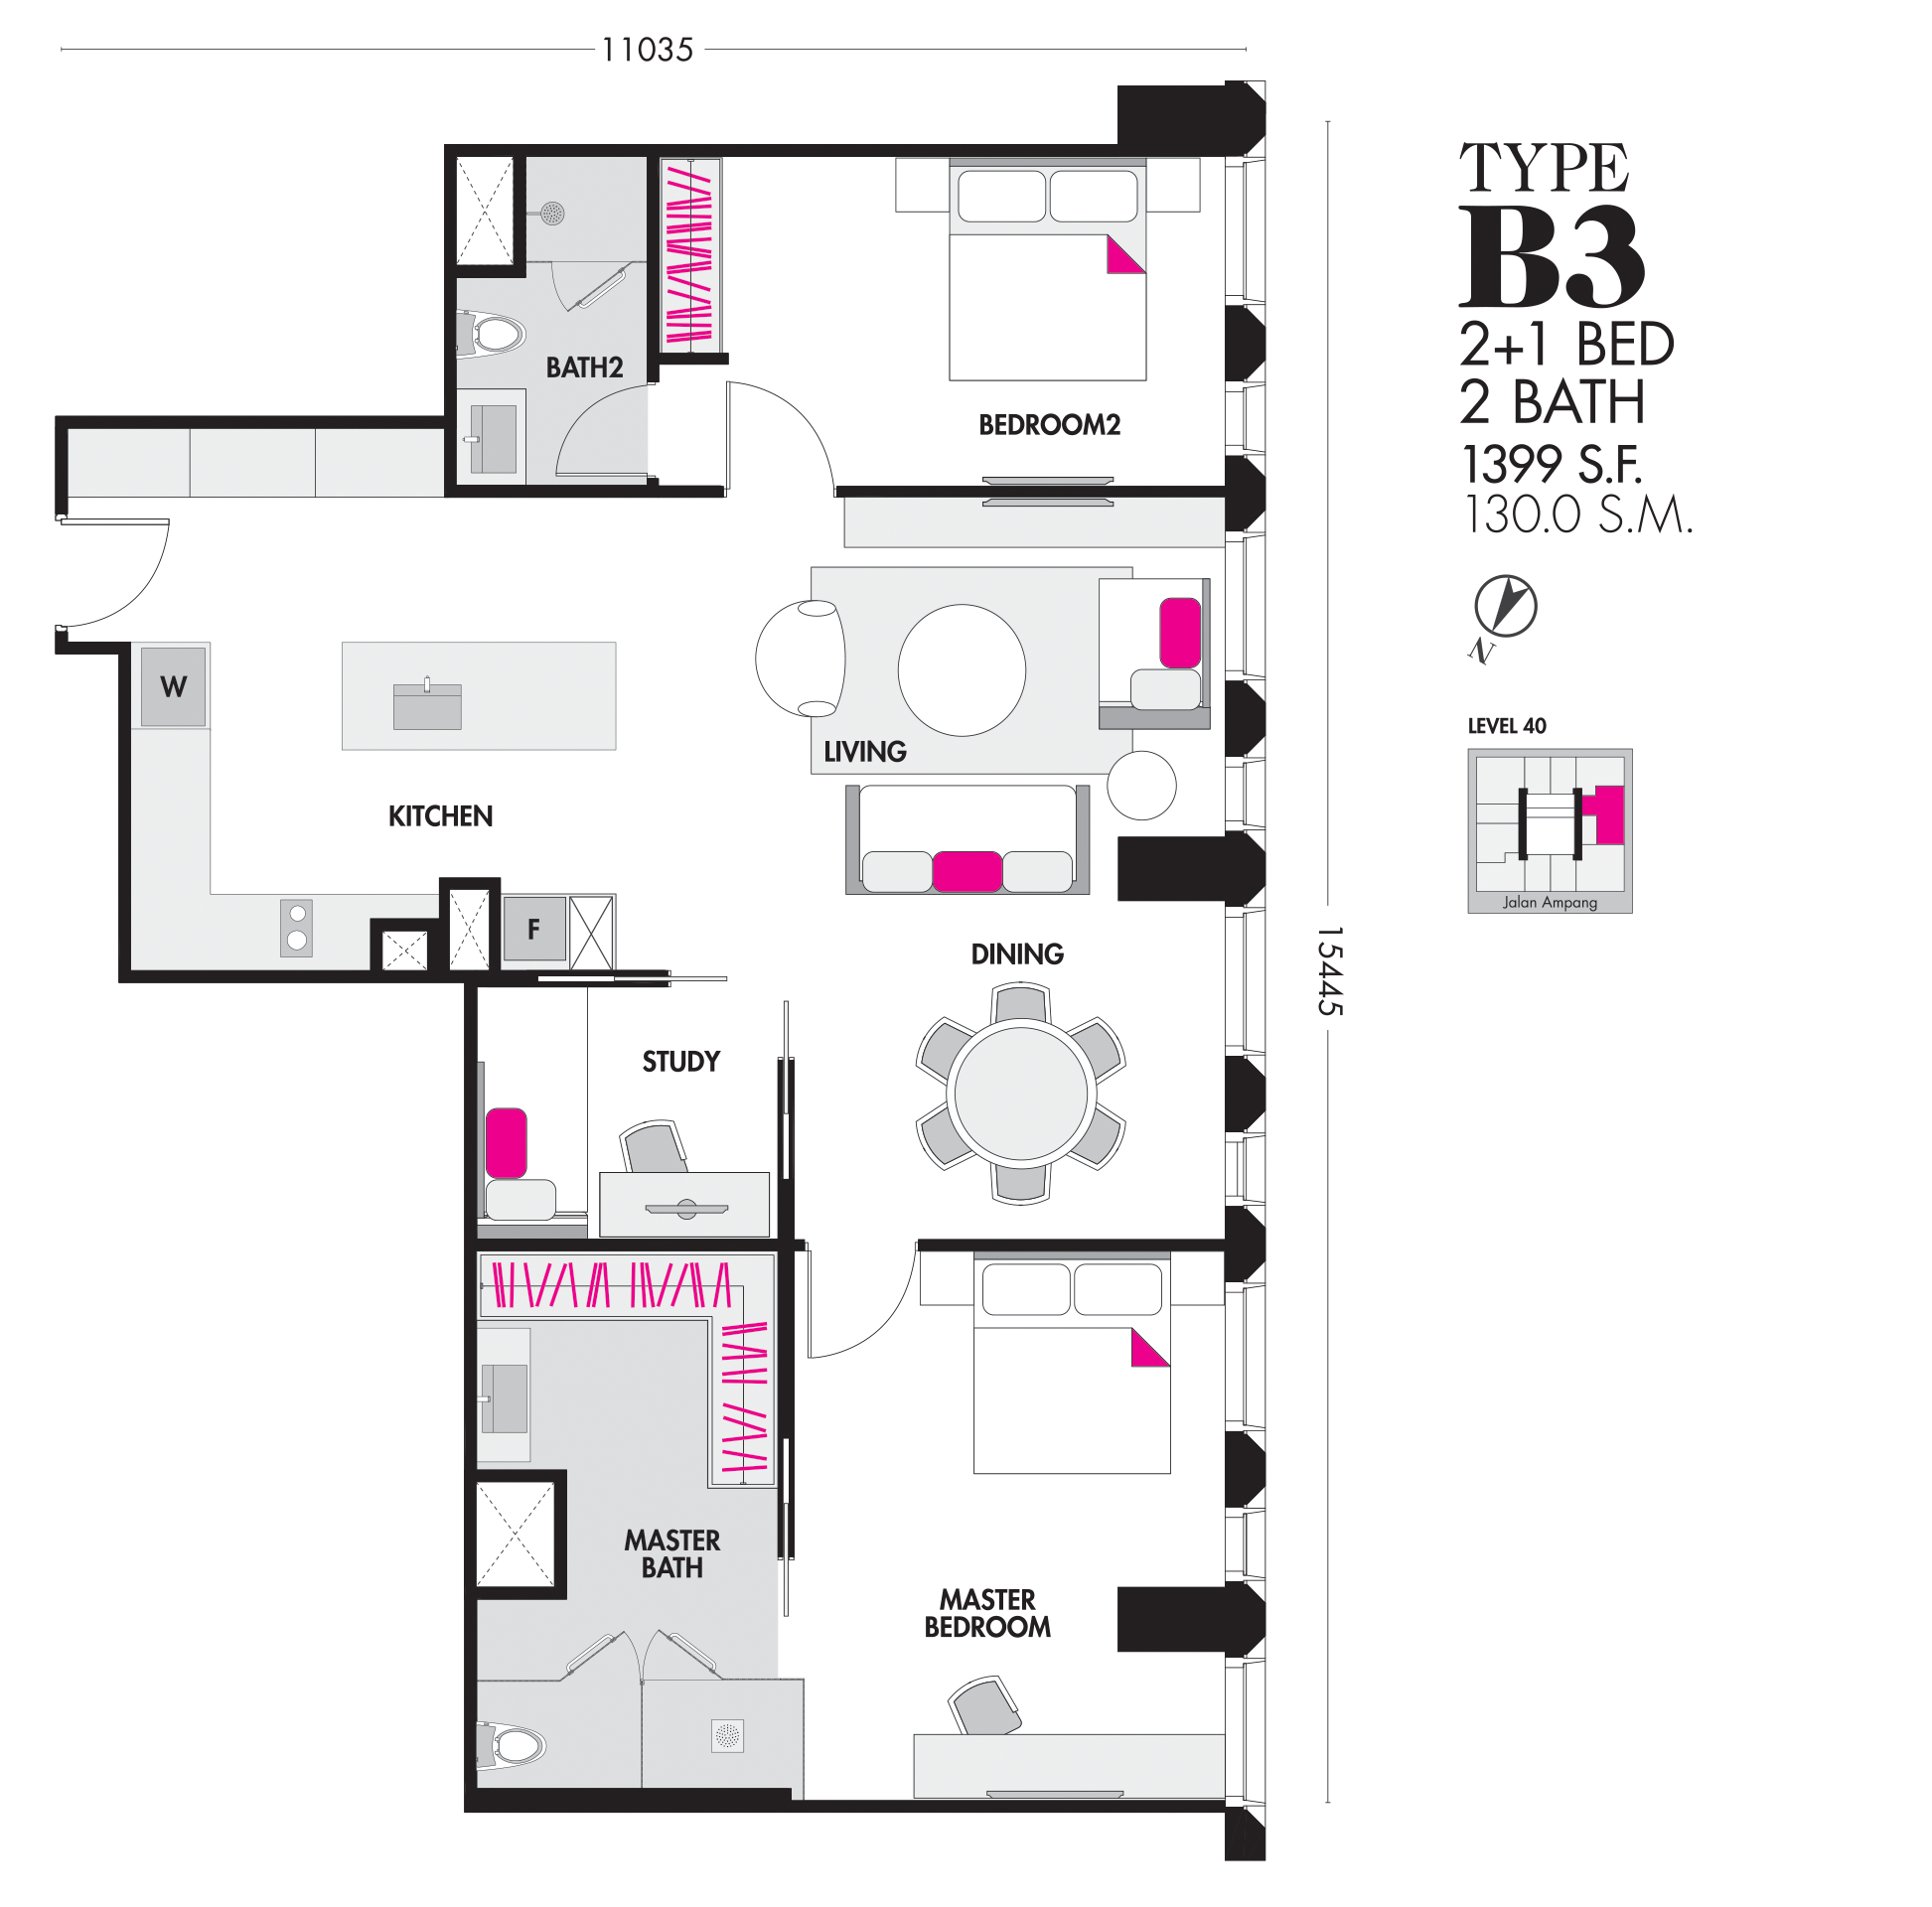 11035
TYPE
B3
2+1 BED
2 BATH
1399 S.F.
130.0 S.M.
N
LEVEL 40
Jalan Ampang
15445
BATH2
BEDROOM2
W
LIVING
KITCHEN
F
DINING
STUDY
MASTER
BATH
MASTER
BEDROOM